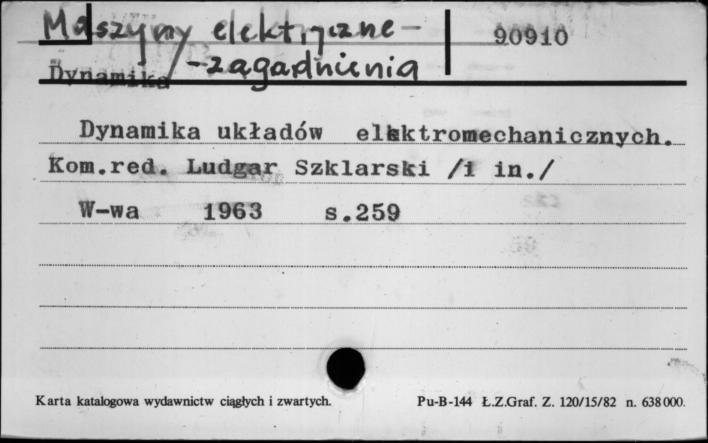 Maszyny elektryczne - 90910
Dynamika - zagadnienia
Dynamika układów elektromechanicznych.
Kom.red. Ludgar Szklarski /i in./
W-wa 1963 s.259
Karta katalogowa wydawnictw ciągłych i zwartych. Pu-B-144 Ł.Z.Graf. Z. 120/15/82 n. 638000.